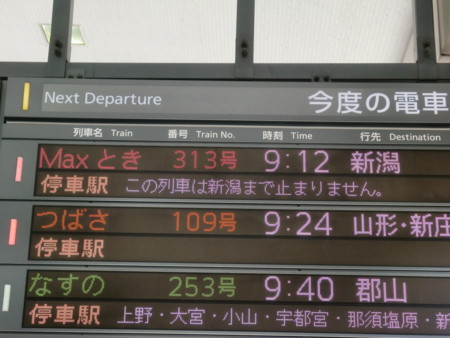 Next Departure 今度の電車
列車名 Train 番号 Train No. 時刻 Time 行先 Destination
Maxとき 313号 9:12 新潟
停車駅 この列車は新潟まで止まりません。
つばさ 109号 9:24 山形・新庄
停車駅
なすの 253号 9:40 郡山
停車駅 上野・大宮・小山・宇都宮・那須塩原・新